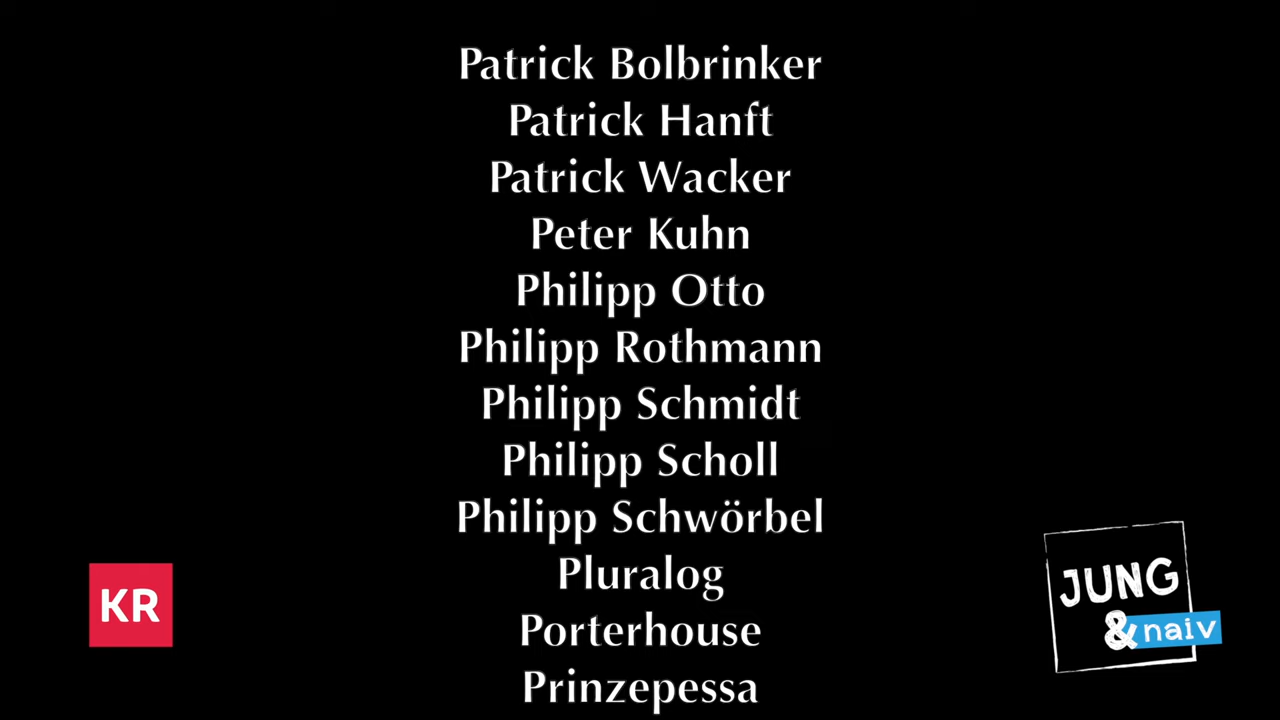 Patrick Bolbrinker
Patrick Hanft
Patrick Wacker
Peter Kuhn
Philipp Otto
Philipp Rothmann
Philipp Schmidt
Philipp Scholl
Philipp Schwörbel
Pluralog
Porterhouse
Prinzepessa
KR
JUNG
& naiv